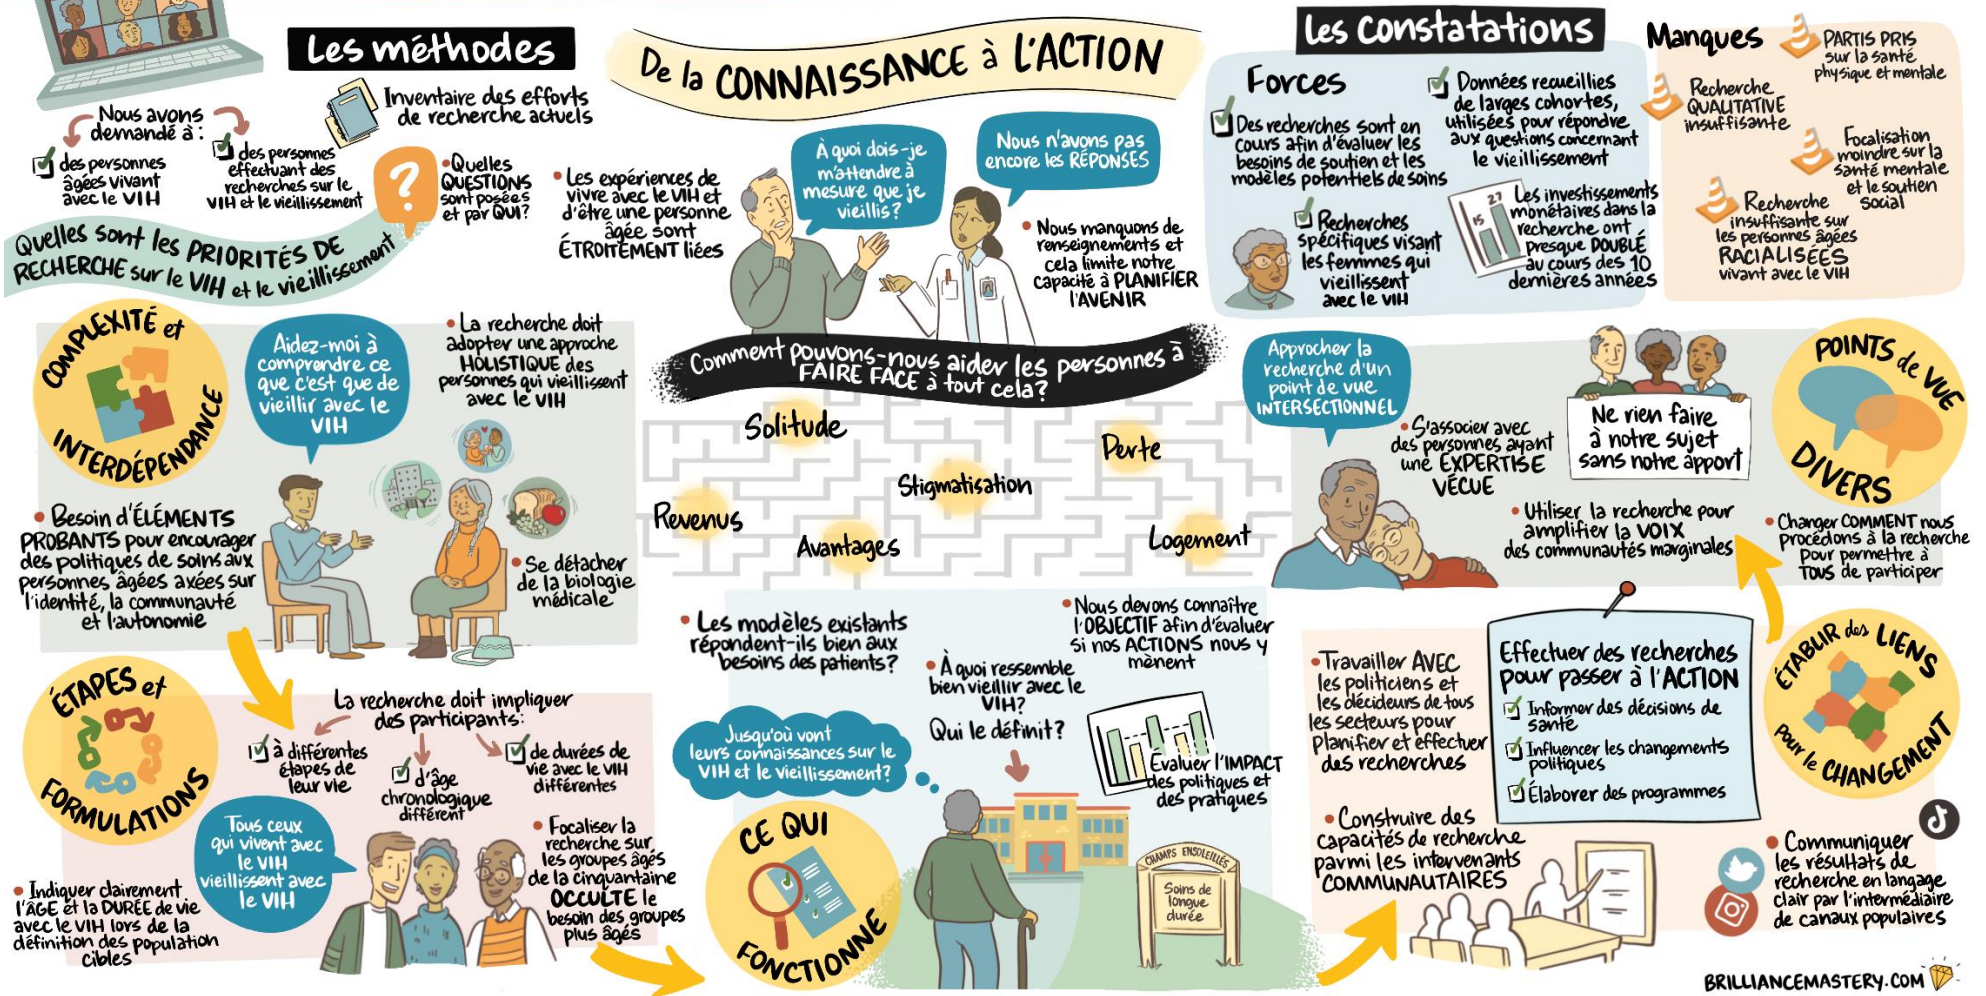 Les méthodes
Nous avons
demandé à :
des personnes
âgées vivant
avec le VIH
des personnes
effectuant des
recherches sur le
VIH et le vieillissement
Inventaire des efforts
de recherche actuels
?
• Quelles
QUESTIONS
sont posées
et par QUI?
Quelles sont les PRIORITÉS DE
RECHERCHE sur le VIH et le vieillissement
De la CONNAISSANCE à L'ACTION
• Les expériences de
vivre avec le VIH et
d'être une personne
âgée sont
ÉTROITEMENT liées
À quoi dois-je
m'attendre à
mesure que je
vieillis?
Nous n'avons pas
encore les RÉPONSES
• Nous manquons de
renseignements et
cela limite notre
capacité à PLANIFIER
l'AVENIR
Les Constatations
Forces
Des recherches sont en
cours afin d'évaluer les
besoins de soutien et les
modèles potentiels de soins
Recherches
spécifiques visant
les femmes qui
vieillissent
avec le VIH
Données recueillies
de larges cohortes,
utilisées pour répondre
aux questions concernant
le vieillissement
15 27
Les investissements
monétaires dans la
recherche ont
presque DOUBLÉ
au cours des 10
dernières années
Manques
PARTIS PRIS
sur la santé
physique et mentale
Recherche
QUALITATIVE
insuffisante
Focalisation
moindre sur la
santé mentale
et le soutien
social
Recherche
insuffisante sur
les personnes âgées
RACIALISÉES
vivant avec le VIH
COMPLEXITÉ et
INTERDÉPENDANCE
Aidez-moi à
comprendre ce
que c'est que de
vieillir avec le
VIH
• La recherche doit
adopter une approche
HOLISTIQUE des
personnes qui vieillissent
avec le VIH
• Besoin d'ÉLÉMENTS
PROBANTS pour encourager
des politiques de soins aux
personnes âgées axées sur
l'identité, la communauté
et l'autonomie
• Se détacher
de la biologie
médicale
Comment pouvons-nous aider les personnes à
FAIRE FACE à tout cela?
Solitude
Perte
Stigmatisation
Revenus
Avantages
Logement
Approcher la
recherche d'un
point de vue
INTERSECTIONNEL
• S'associer avec
des personnes ayant
une EXPERTISE
VÉCUE
Ne rien faire
à notre sujet
sans notre apport
• Utiliser la recherche pour
amplifier la VOIX
des communautés marginales
POINTS de VUE
DIVERS
• Changer COMMENT nous
procédons à la recherche
pour permettre à
TOUS de participer
ÉTAPES et
FORMULATIONS
La recherche doit impliquer
des participants:
à différentes
étapes de
leur vie
d'âge
chronologique
différent
de durées de
vie avec le VIH
différentes
Tous ceux
qui vivent avec
le VIH
vieillissent avec
le VIH
• Indiquer clairement
l'ÂGE et la DURÉE de vie
avec le VIH lors de la
définition des population
cibles
• Focaliser la
recherche sur
les groupes âgés
de la cinquantaine
OCCULTE le
besoin des groupes
plus âgés
• Les modèles existants
répondent-ils bien aux
besoins des patients?
• À quoi ressemble
bien vieillir avec le
VIH?
Qui le définit?
• Nous devons connaître
l'OBJECTIF afin d'évaluer
si nos ACTIONS nous y
mènent
Évaluer l'IMPACT
des politiques et
des pratiques
Jusqu'où vont
leurs connaissances sur le
VIH et le vieillissement?
CE QUI
FONCTIONNE
CHAMPS ENSOLEILLÉS
Soins de
longue
durée
• Travailler AVEC
les politiciens et
les décideurs de tous
les secteurs pour
planifier et effectuer
des recherches
• Construire des
capacités de recherche
parmi les intervenants
COMMUNAUTAIRES
Effectuer des recherches
pour passer à l'ACTION
Informer des décisions de
santé
Influencer les changements
politiques
Élaborer des programmes
ÉTABLIR des LIENS
pour le CHANGEMENT
• Communiquer
les résultats de
recherche en langage
clair par l'intermédiaire
de canaux populaires
BRILLIANCEMASTERY.COM